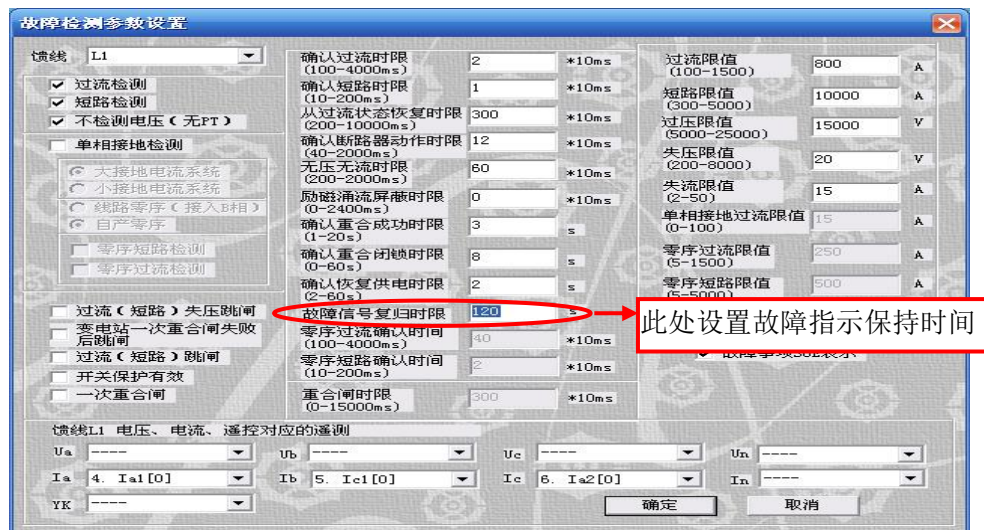 故障检测参数设置
馈线 L1
过流检测
短路检测
不检测电压(无PT)
单相接地检测
大接地电流系统
小接地电流系统
线路零序(接入B相)
自产零序
零序短路检测
零序过流检测
过流(短路)失压跳闸
变电站一次重合闸失败
后跳闸
过流(短路)跳闸
开关保护有效
一次重合闸
确认过流时限 2 *10ms
(100-4000ms)
确认短路时限 1 *10ms
(10-200ms)
从过流状态恢复时限 300 *10ms
(200-10000ms)
确认断路器动作时限 12 *10ms
(40-2000ms)
无压无流时限 60 *10ms
(200-2000ms)
励磁涌流屏蔽时限 0 *10ms
(0-2400ms)
确认重合成功时限 3 s
(1-20s)
确认重合闭锁时限 8 s
(0-60s)
确认恢复供电时限 2 s
(2-60s)
故障信号复归时限 120 s
零序过流确认时间 40 *10ms
(100-4000ms)
零序短路确认时间 2 *10ms
(10-200ms)
重合闸时限 300 *10ms
(0-15000ms)
过流限值 800 A
(100-1500)
短路限值 10000 A
(300-5000)
过压限值 15000 V
(5000-25000)
失压限值 20 V
(200-8000)
失流限值 15 A
(2-50)
单相接地过流限值 15 A
(0-100)
零序过流限值 250 A
(5-1500)
零序短路限值 500 A
(5-5000)
此处设置故障指示保持时间
故障事项SOE表示
馈线L1 电压、电流、遥控对应的遥测
Ua ---- Ub ---- Uc ---- Un ----
Ia 4. Ia1[0] Ib 5. Ic1[0] Ic 6. Ia2[0] In ----
YK ---- 确定 取消